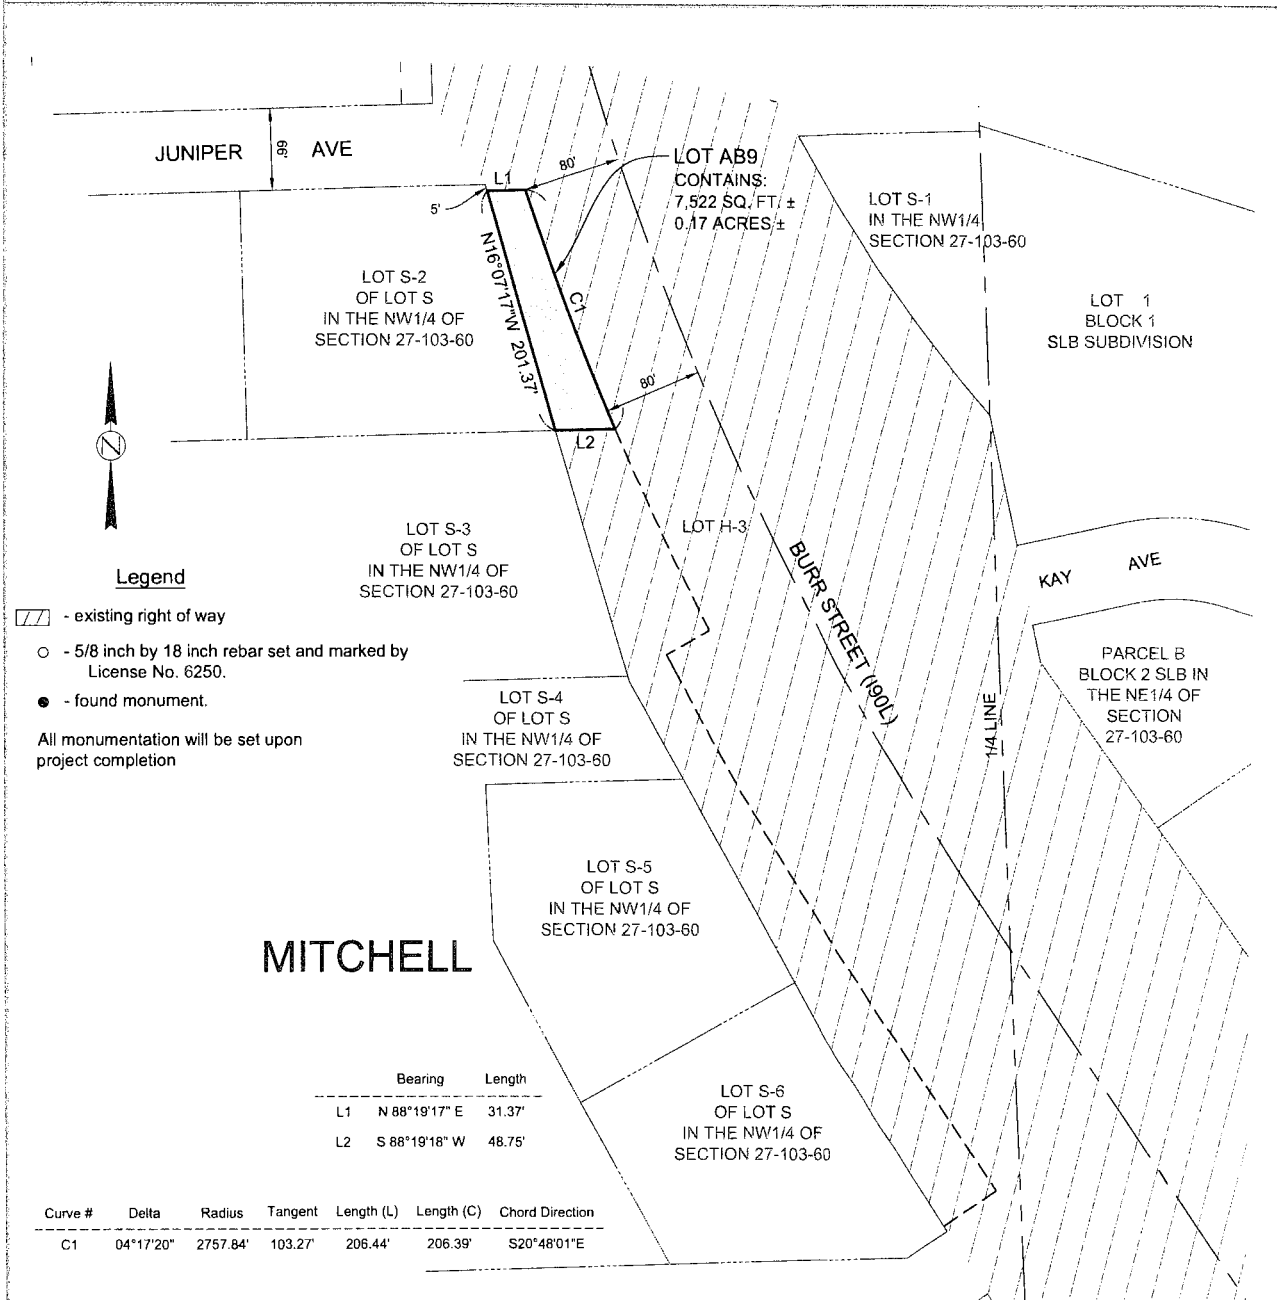 JUNIPER AVE
66'
L1
80'
5'
LOT AB9
CONTAINS:
7,522 SQ. FT. ±
0.17 ACRES ±
LOT S-1
IN THE NW1/4
SECTION 27-103-60
LOT 1
BLOCK 1
SLB SUBDIVISION
LOT S-2
OF LOT S
IN THE NW1/4 OF
SECTION 27-103-60
N16°07'17"W 201.37'
C1
80'
L2
N
LOT S-3
OF LOT S
IN THE NW1/4 OF
SECTION 27-103-60
LOT H-3
BURR STREET (I90L)
KAY AVE
1/4 LINE
Legend
- existing right of way
- 5/8 inch by 18 inch rebar set and marked by
License No. 6250.
- found monument.
All monumentation will be set upon
project completion
LOT S-4
OF LOT S
IN THE NW1/4 OF
SECTION 27-103-60
PARCEL B
BLOCK 2 SLB IN
THE NE1/4 OF
SECTION
27-103-60
LOT S-5
OF LOT S
IN THE NW1/4 OF
SECTION 27-103-60
MITCHELL
Bearing Length
L1 N 88°19'17" E 31.37'
L2 S 88°19'18" W 48.75'
LOT S-6
OF LOT S
IN THE NW1/4 OF
SECTION 27-103-60
Curve # Delta Radius Tangent Length (L) Length (C) Chord Direction
C1 04°17'20" 2757.84' 103.27' 206.44' 206.39' S20°48'01"E